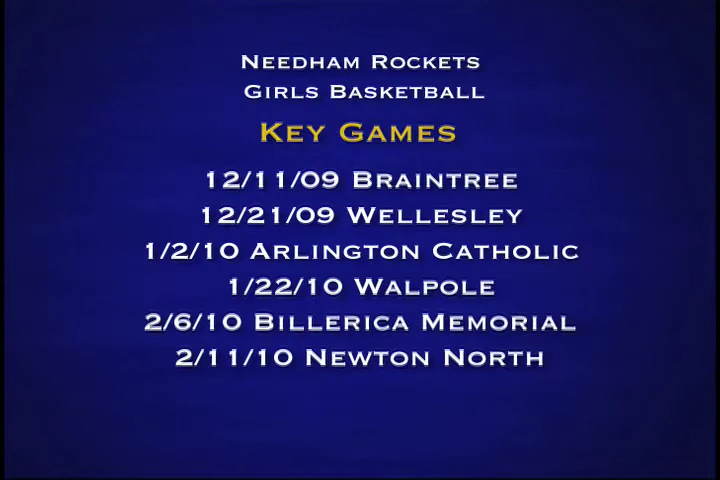 Needham Rockets
Girls Basketball
Key Games
12/11/09 Braintree
12/21/09 Wellesley
1/2/10 Arlington Catholic
1/22/10 Walpole
2/6/10 Billerica Memorial
2/11/10 Newton North